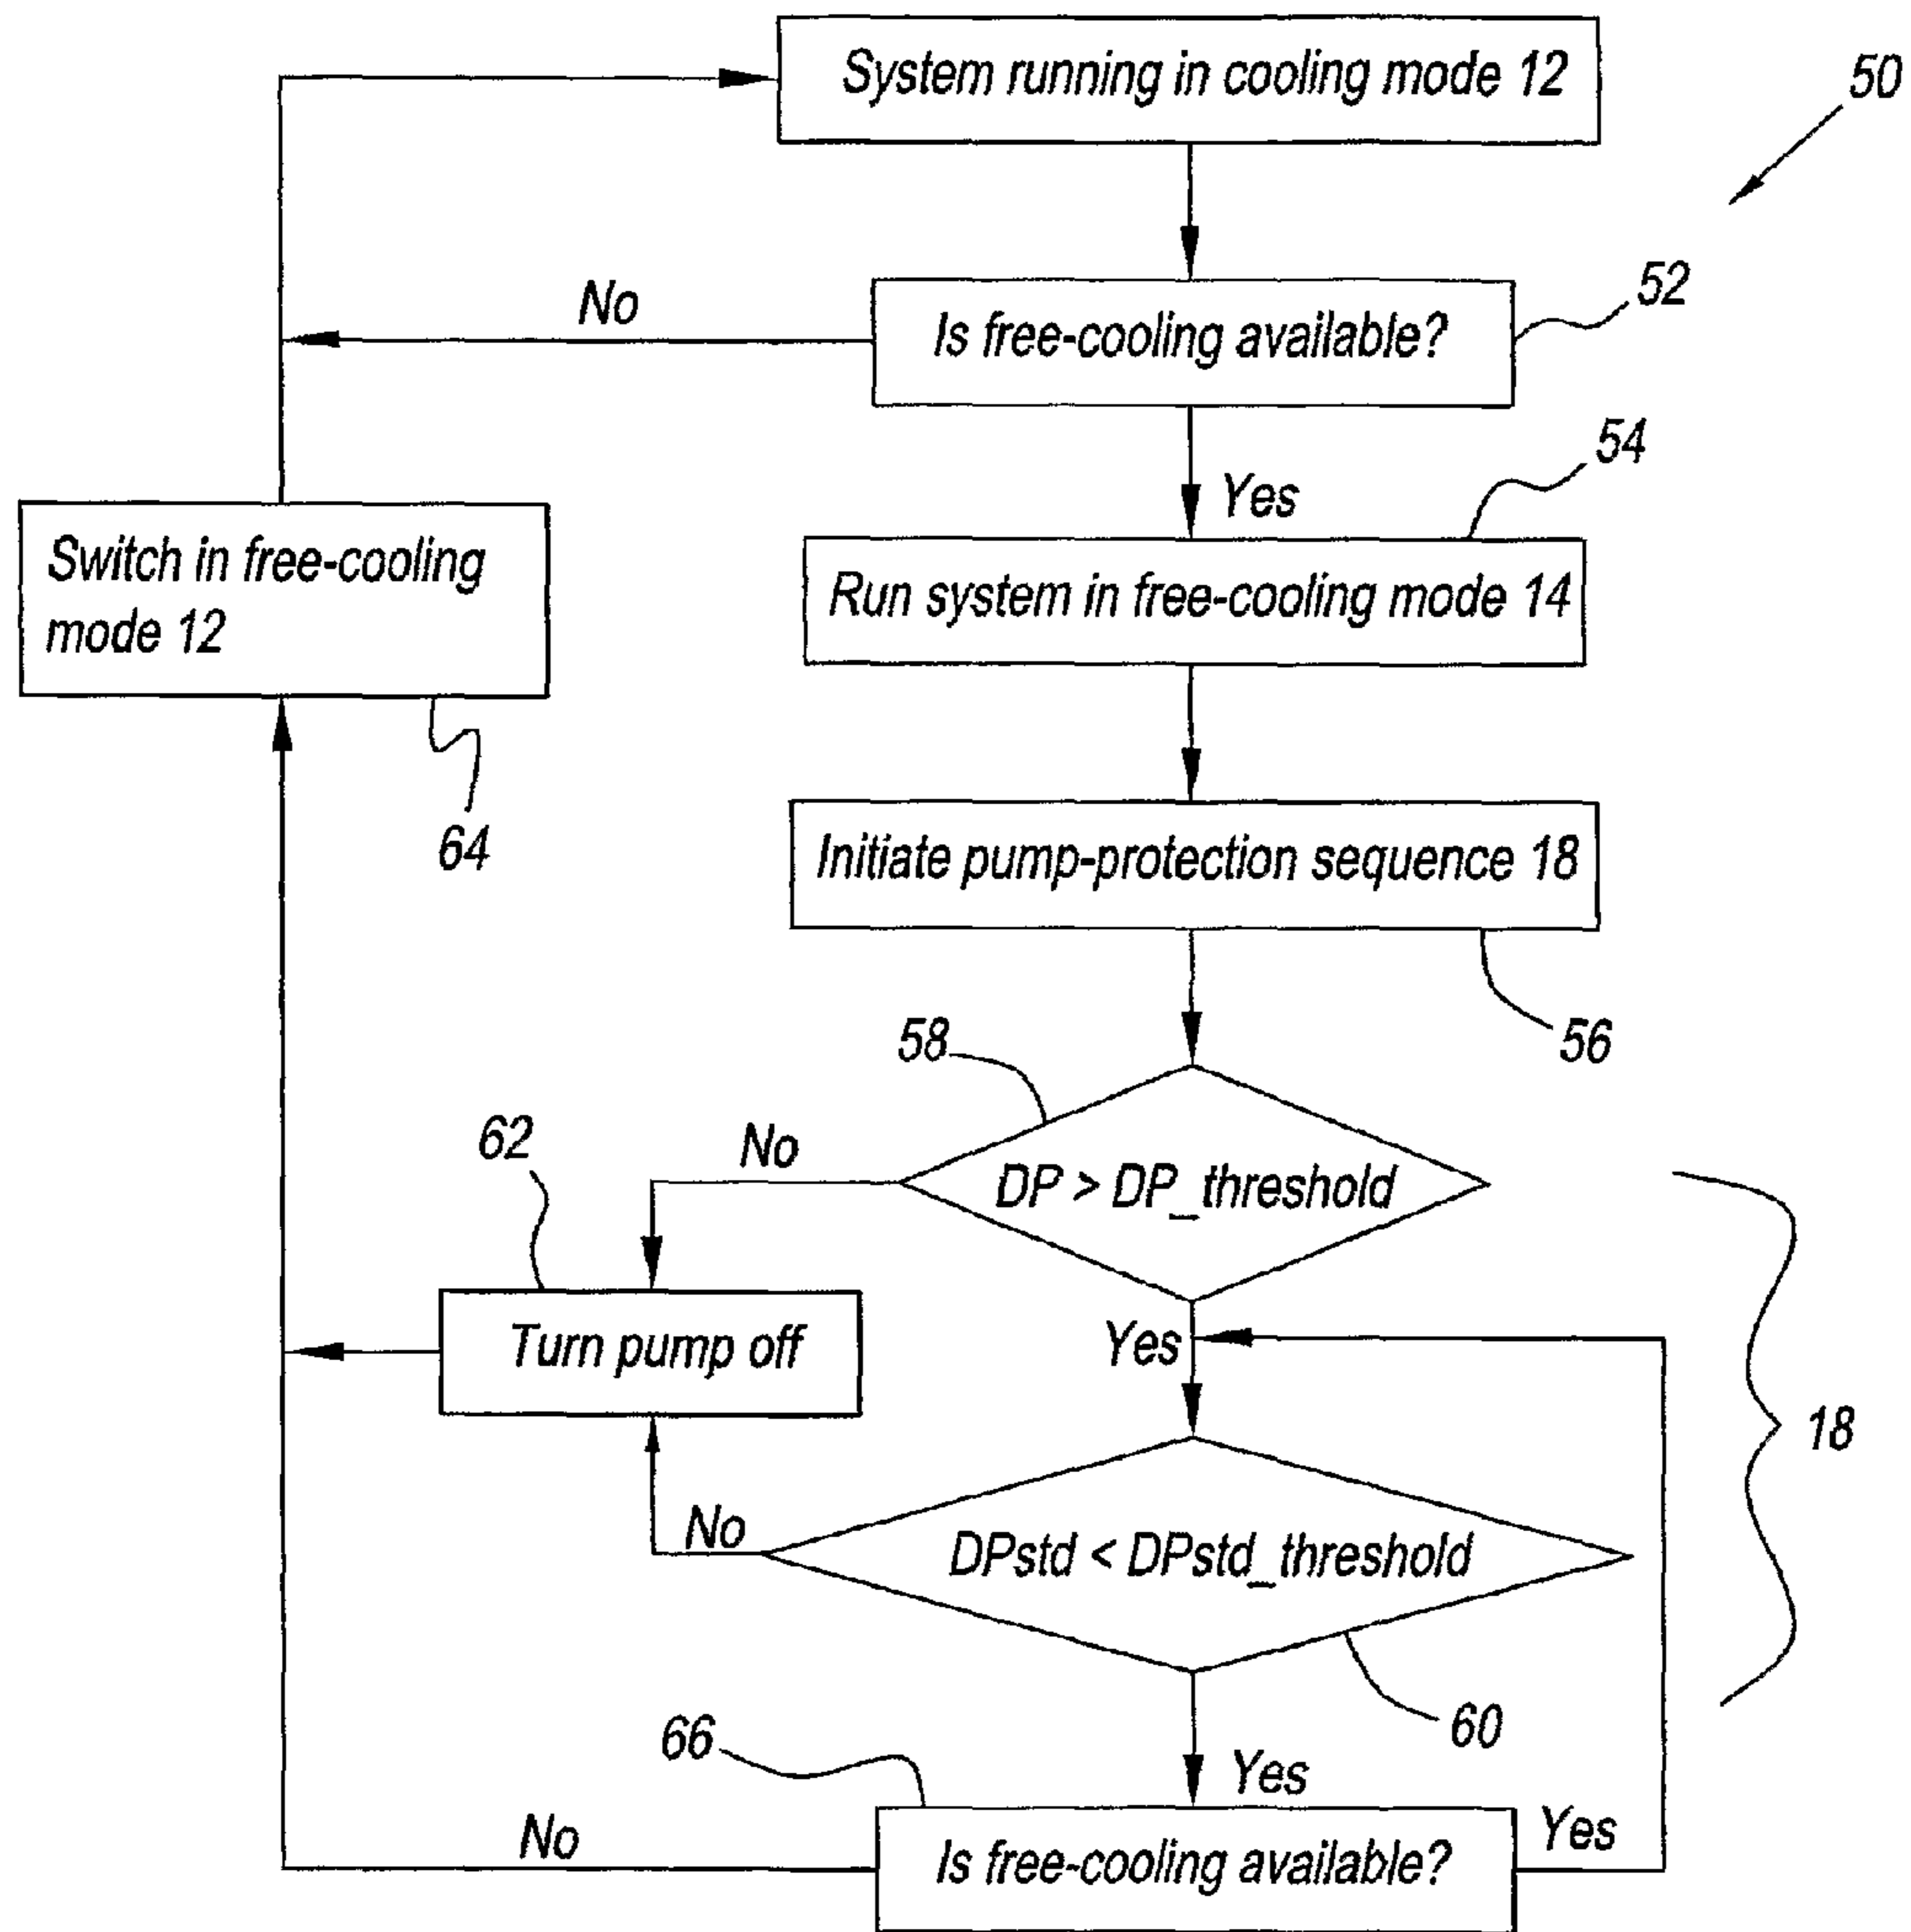 System running in cooling mode 12
50
52
No
Is free-cooling available?
54
Yes
Switch in free-cooling
mode 12
Run system in free-cooling mode 14
64
Initiate pump-protection sequence 18
56
58
62
No
DP > DP_threshold
Turn pump off
Yes
18
No
DPstd < DPstd_threshold
60
66
Yes
No
Is free-cooling available?
Yes